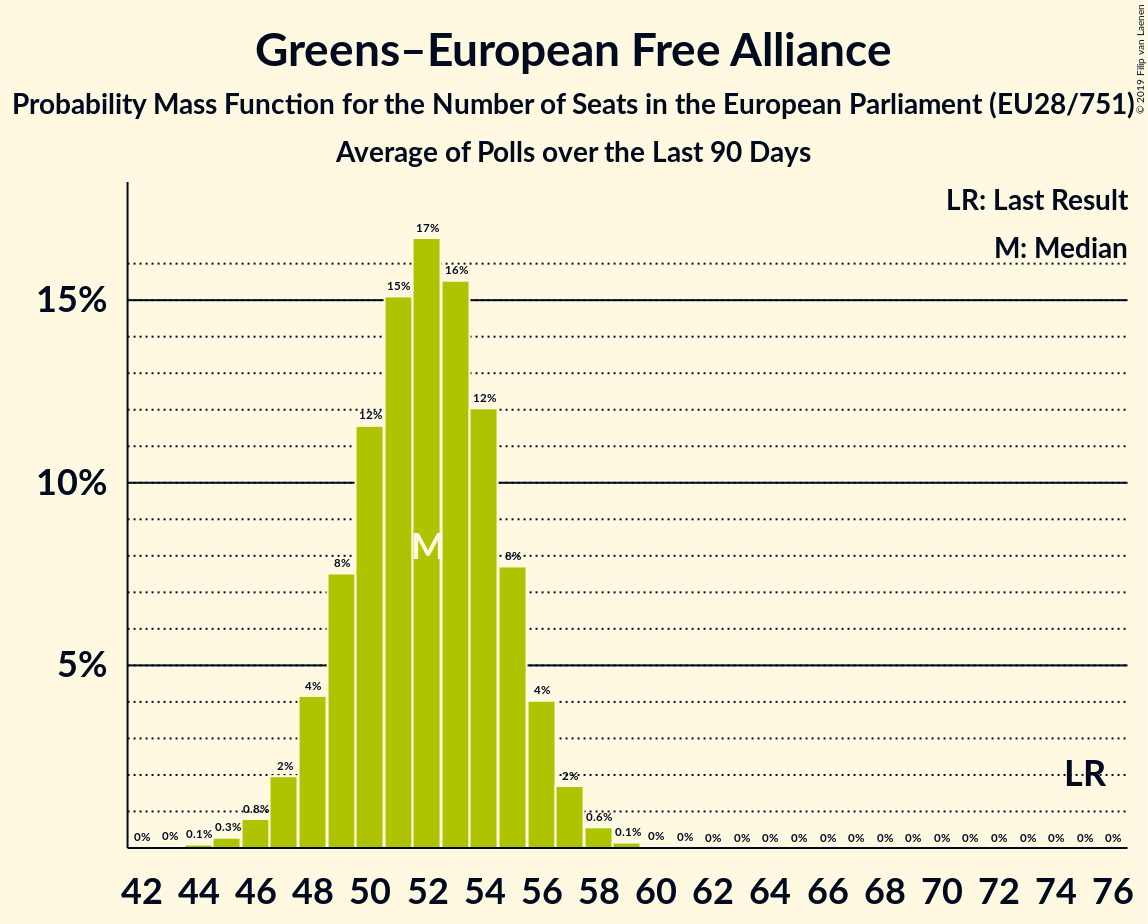 Greens–European Free Alliance
Probability Mass Function for the Number of Seats in the European Parliament (EU28/751)
Average of Polls over the Last 90 Days
© 2019 Filip van Laenen
LR: Last Result
M: Median
15%
10%
5%
0% 0% 0.1% 0.3% 0.8% 2% 4% 8% 12% 15% 17% 16% 12% 8% 4% 2% 0.6% 0.1% 0% 0% 0% 0% 0% 0% 0% 0% 0% 0% 0% 0% 0% 0% 0% 0% 0%
M
LR
42 44 46 48 50 52 54 56 58 60 62 64 66 68 70 72 74 76